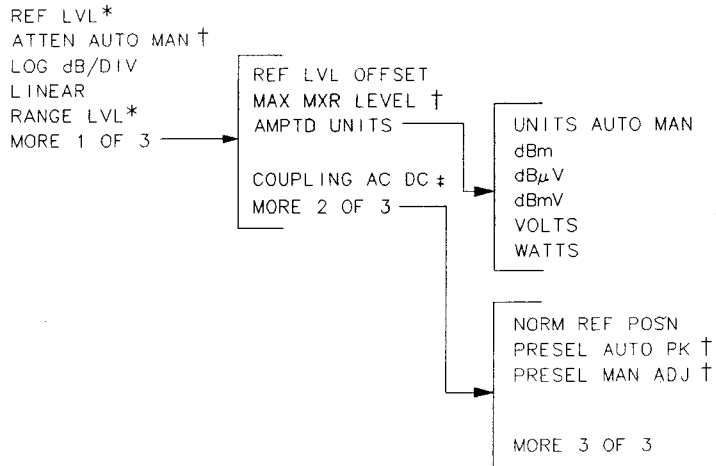 REF LVL*
ATTEN AUTO MAN †
LOG dB/DIV
LINEAR
RANGE LVL*
MORE 1 OF 3
REF LVL OFFSET
MAX MXR LEVEL †
AMPTD UNITS
COUPLING AC DC ‡
MORE 2 OF 3
UNITS AUTO MAN
dBm
dBµV
dBmV
VOLTS
WATTS
NORM REF POSN
PRESEL AUTO PK †
PRESEL MAN ADJ †
MORE 3 OF 3